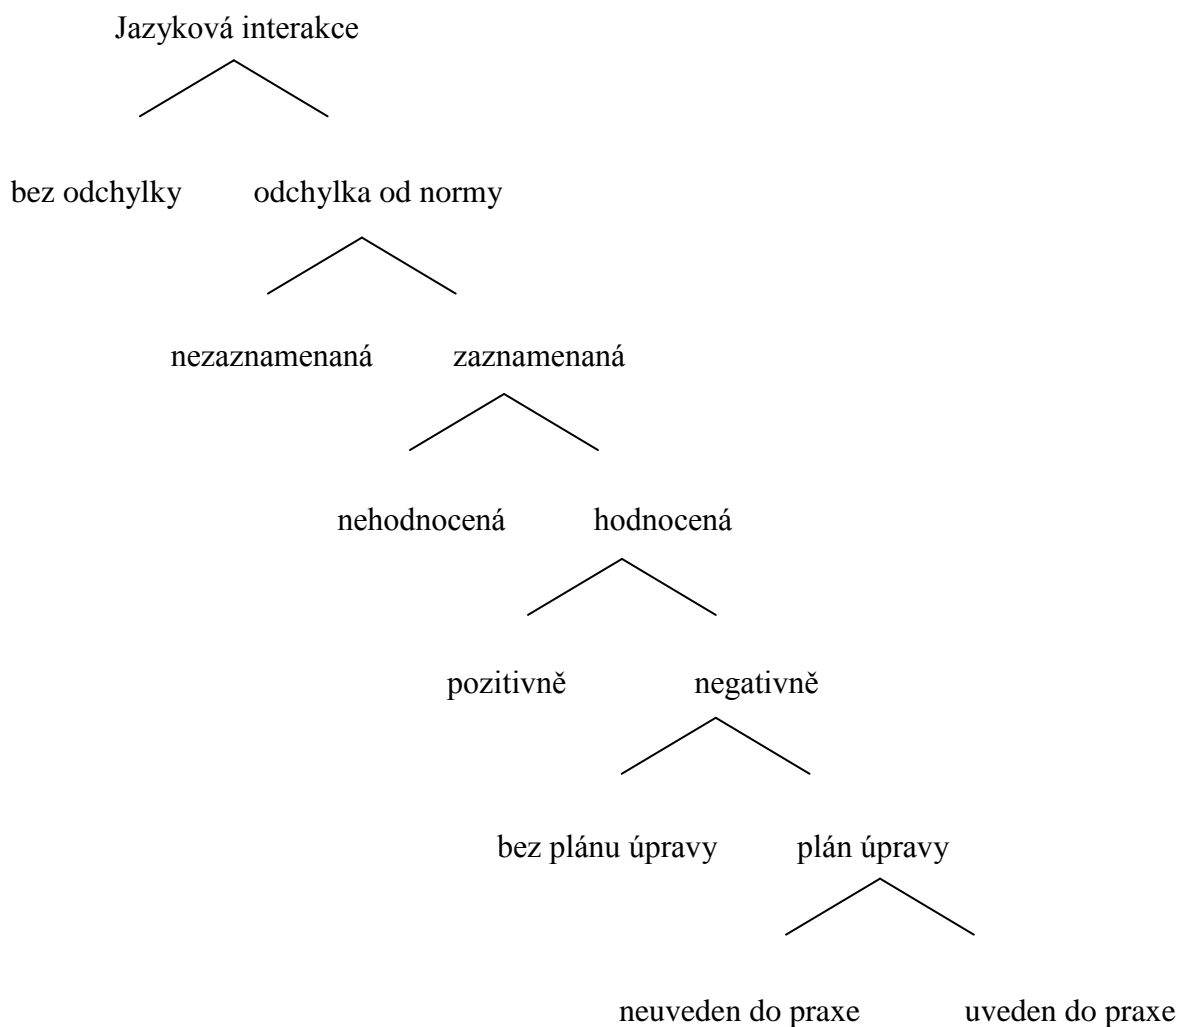 Jazyková interakce
bez odchylky odchylka od normy
nezaznamenaná zaznamenaná
nehodnocená hodnocená
pozitivně negativně
bez plánu úpravy plán úpravy
neuveden do praxe uveden do praxe